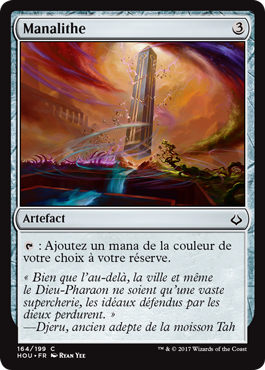 Manalithe 3
Artefact
: Ajoutez un mana de la couleur de
votre choix à votre réserve.
« Bien que l'au-delà, la ville et même
le Dieu-Pharaon ne soient qu'une vaste
supercherie, les idéaux défendus par les
dieux perdurent. »
—Djeru, ancien adepte de la moisson Tah
164/199 C
HOU • FR Ryan Yee
™ & © 2017 Wizards of the Coast